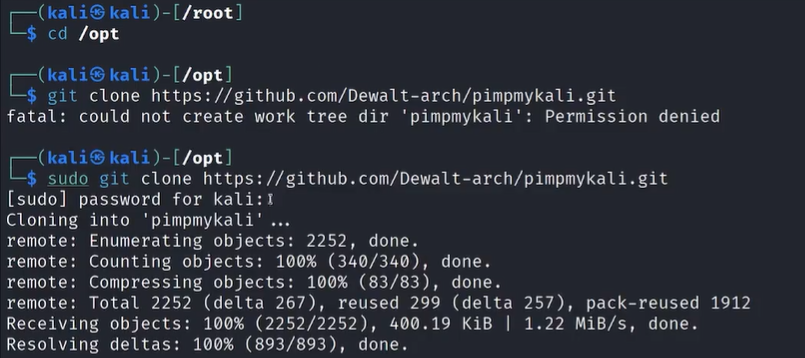 ┌──(kali㉿kali)-[/root]
└─$ cd /opt
┌──(kali㉿kali)-[/opt]
└─$ git clone https://github.com/Dewalt-arch/pimpmykali.git
fatal: could not create work tree dir 'pimpmykali': Permission denied
┌──(kali㉿kali)-[/opt]
└─$ sudo git clone https://github.com/Dewalt-arch/pimpmykali.git
[sudo] password for kali:
Cloning into 'pimpmykali'...
remote: Enumerating objects: 2252, done.
remote: Counting objects: 100% (340/340), done.
remote: Compressing objects: 100% (83/83), done.
remote: Total 2252 (delta 267), reused 299 (delta 257), pack-reused 1912
Receiving objects: 100% (2252/2252), 400.19 KiB | 1.22 MiB/s, done.
Resolving deltas: 100% (893/893), done.